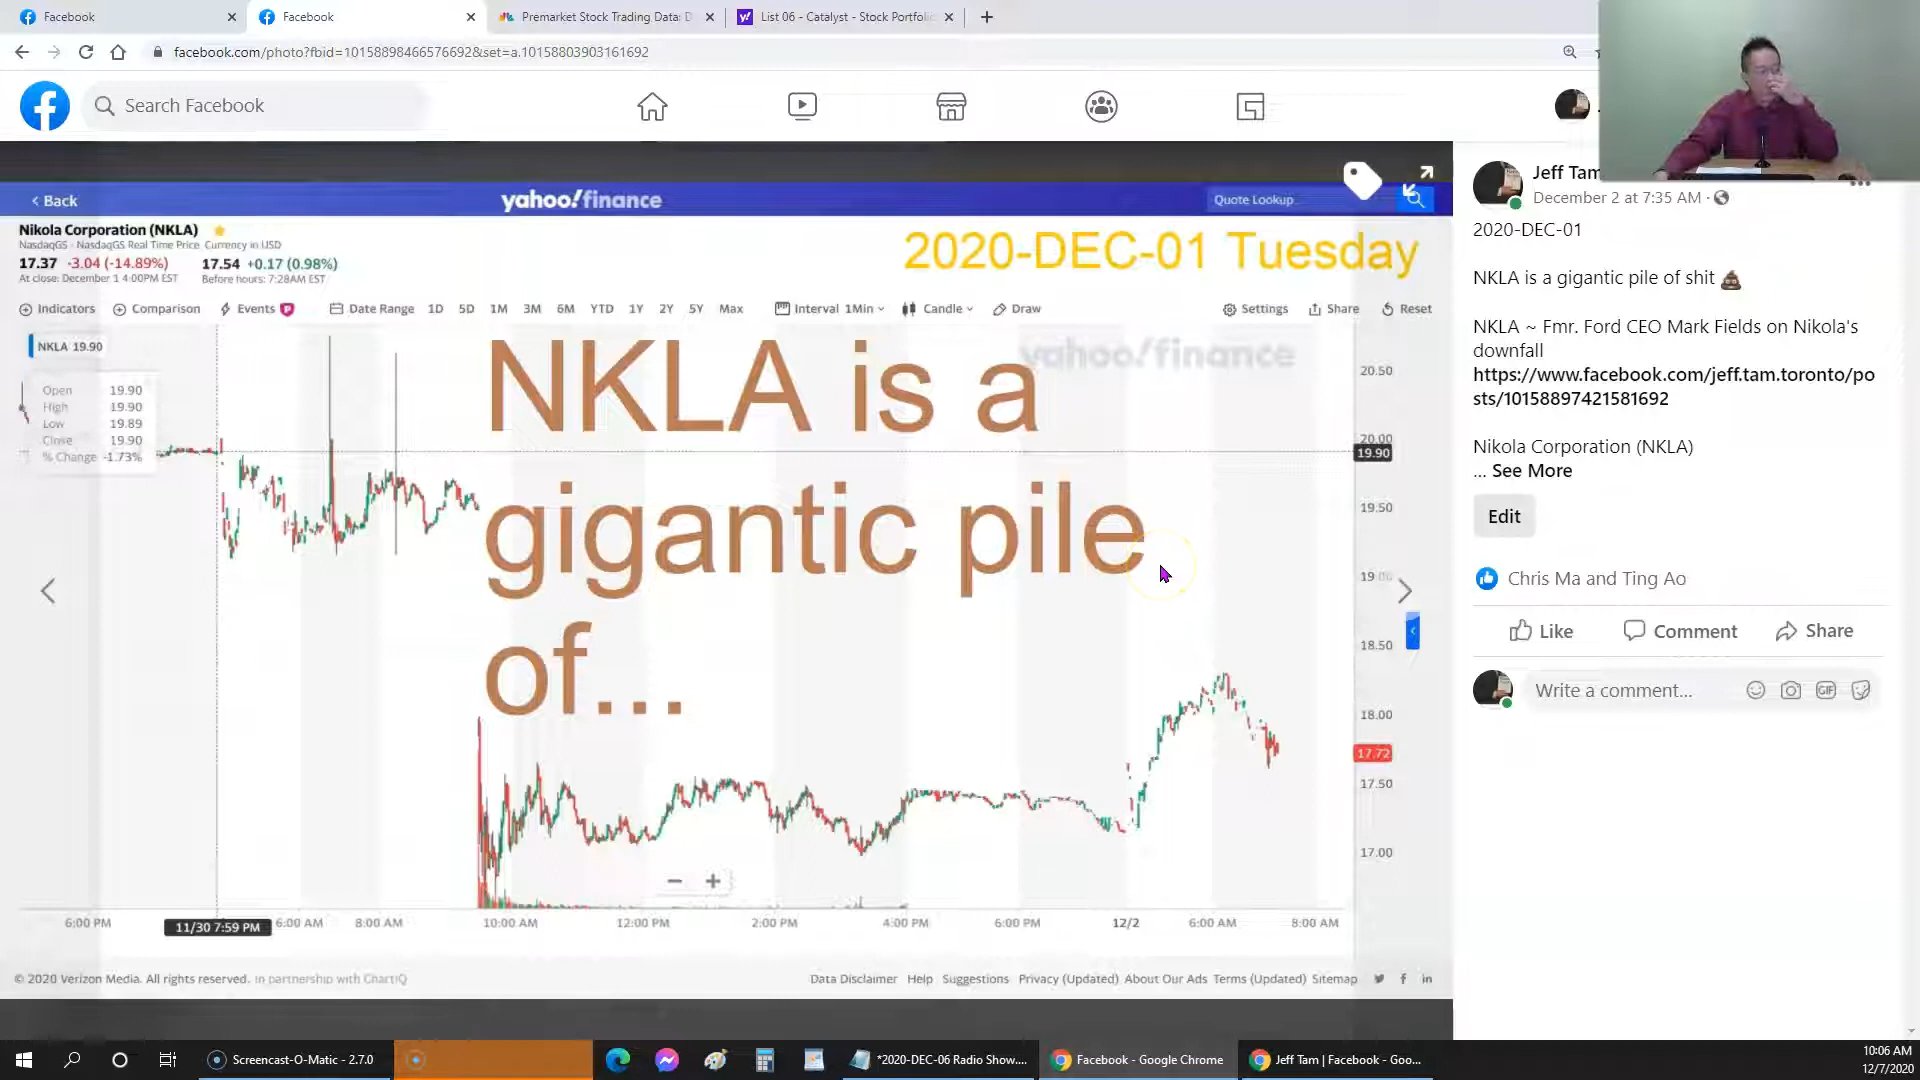 Facebook
Facebook
Premarket Stock Trading Data: D
List 06 - Catalyst - Stock Portfoli
facebook.com/photo?fbid=10158898466576692&set=a.10158803903161692
Search Facebook
Back
yahoo!finance
Quote Lookup
Nikola Corporation (NKLA)
NasdaqGS - NasdaqGS Real Time Price. Currency in USD
17.37 -3.04 (-14.89%)
17.54 +0.17 (0.98%)
At close: December 1 4:00PM EST
Before hours: 7:28AM EST
2020-DEC-01 Tuesday
Indicators
Comparison
Events
Date Range
1D 5D 1M 3M 6M YTD 1Y 2Y 5Y Max
Interval 1Min
Candle
Draw
Settings
Share
Reset
NKLA 19.90
yahoo!finance
Open 19.90
High 19.90
Low 19.89
Close 19.90
% Change -1.73%
NKLA is a
gigantic pile
of...
20.50
20.00
19.90
19.50
19.00
18.50
18.00
17.72
17.50
17.00
6:00 PM
11/30 7:59 PM
6:00 AM
8:00 AM
10:00 AM
12:00 PM
2:00 PM
4:00 PM
6:00 PM
12/2
6:00 AM
8:00 AM
© 2020 Verizon Media. All rights reserved. In partnership with ChartIQ
Data Disclaimer Help Suggestions Privacy (Updated) About Our Ads Terms (Updated) Sitemap
Jeff Tam
December 2 at 7:35 AM ·
2020-DEC-01
NKLA is a gigantic pile of shit 💩
NKLA ~ Fmr. Ford CEO Mark Fields on Nikola's
downfall
https://www.facebook.com/jeff.tam.toronto/po
sts/10158897421581692
Nikola Corporation (NKLA)
... See More
Edit
Chris Ma and Ting Ao
Like
Comment
Share
Write a comment...
GIF
Screencast-O-Matic - 2.7.0
*2020-DEC-06 Radio Show....
Facebook - Google Chrome
Jeff Tam | Facebook - Goo...
10:06 AM
12/7/2020